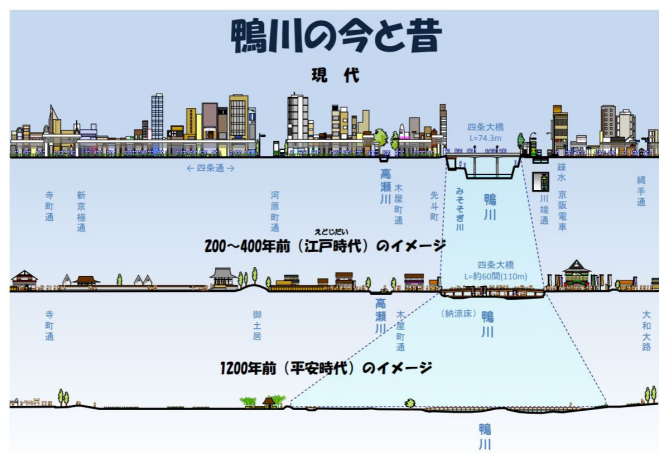 鴨川の今と昔
現 代
四条大橋
L=74.3m
←四条通→
寺町通
新京極通
河原町通
高瀬川
木屋町通
先斗町
みそそぎ川
鴨川
川端通
疏水
京阪電車
縄手通
えどじだい
200～400年前（江戸時代）のイメージ
四条大橋
L=約60間(110m)
寺町通
御土居
高瀬川
木屋町通
（納涼床）
鴨川
大和大路
1200年前（平安時代）のイメージ
鴨川